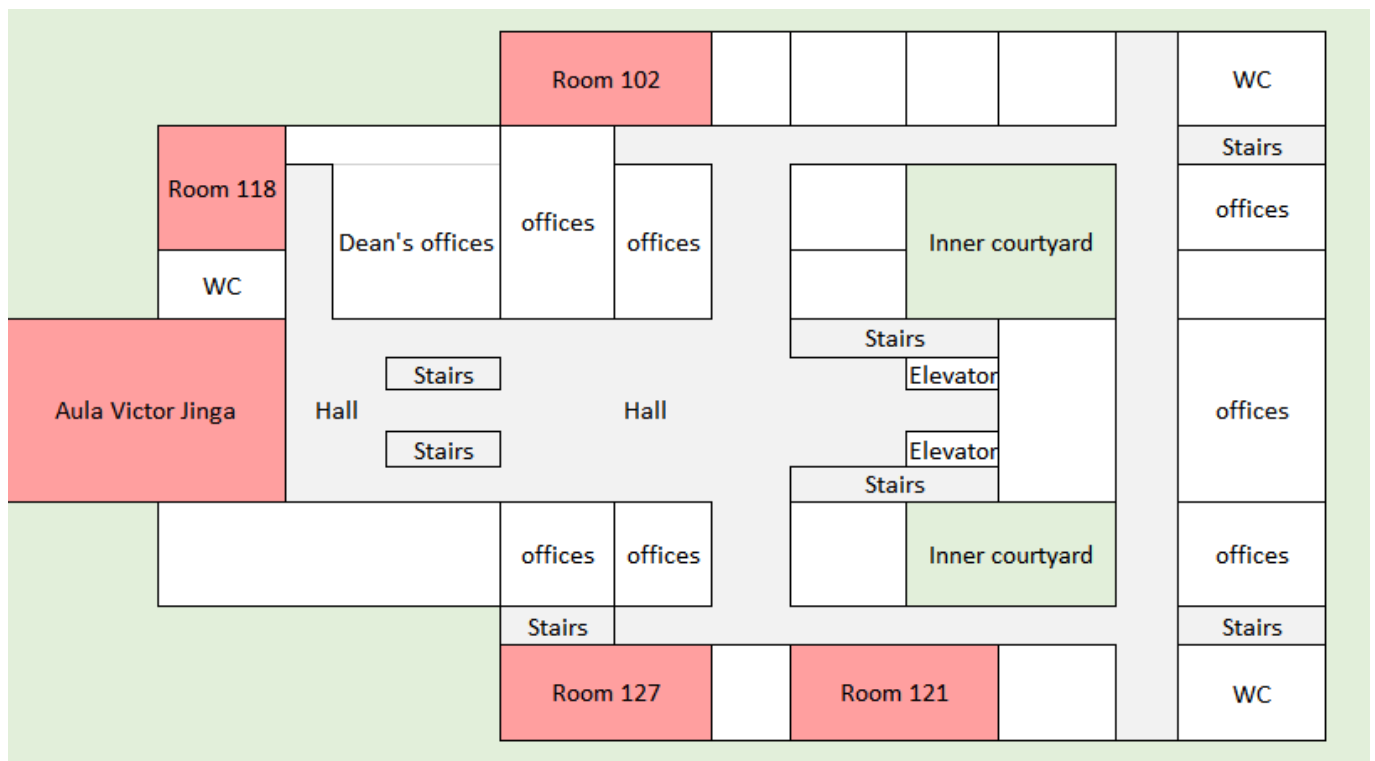 Room 102
WC
Stairs
Room 118
offices
offices
Dean's offices
offices
Inner courtyard
WC
Stairs
Stairs
Elevator
Aula Victor Jinga
Hall
Hall
offices
Stairs
Elevator
Stairs
offices
offices
Inner courtyard
offices
Stairs
Stairs
Room 127
Room 121
WC